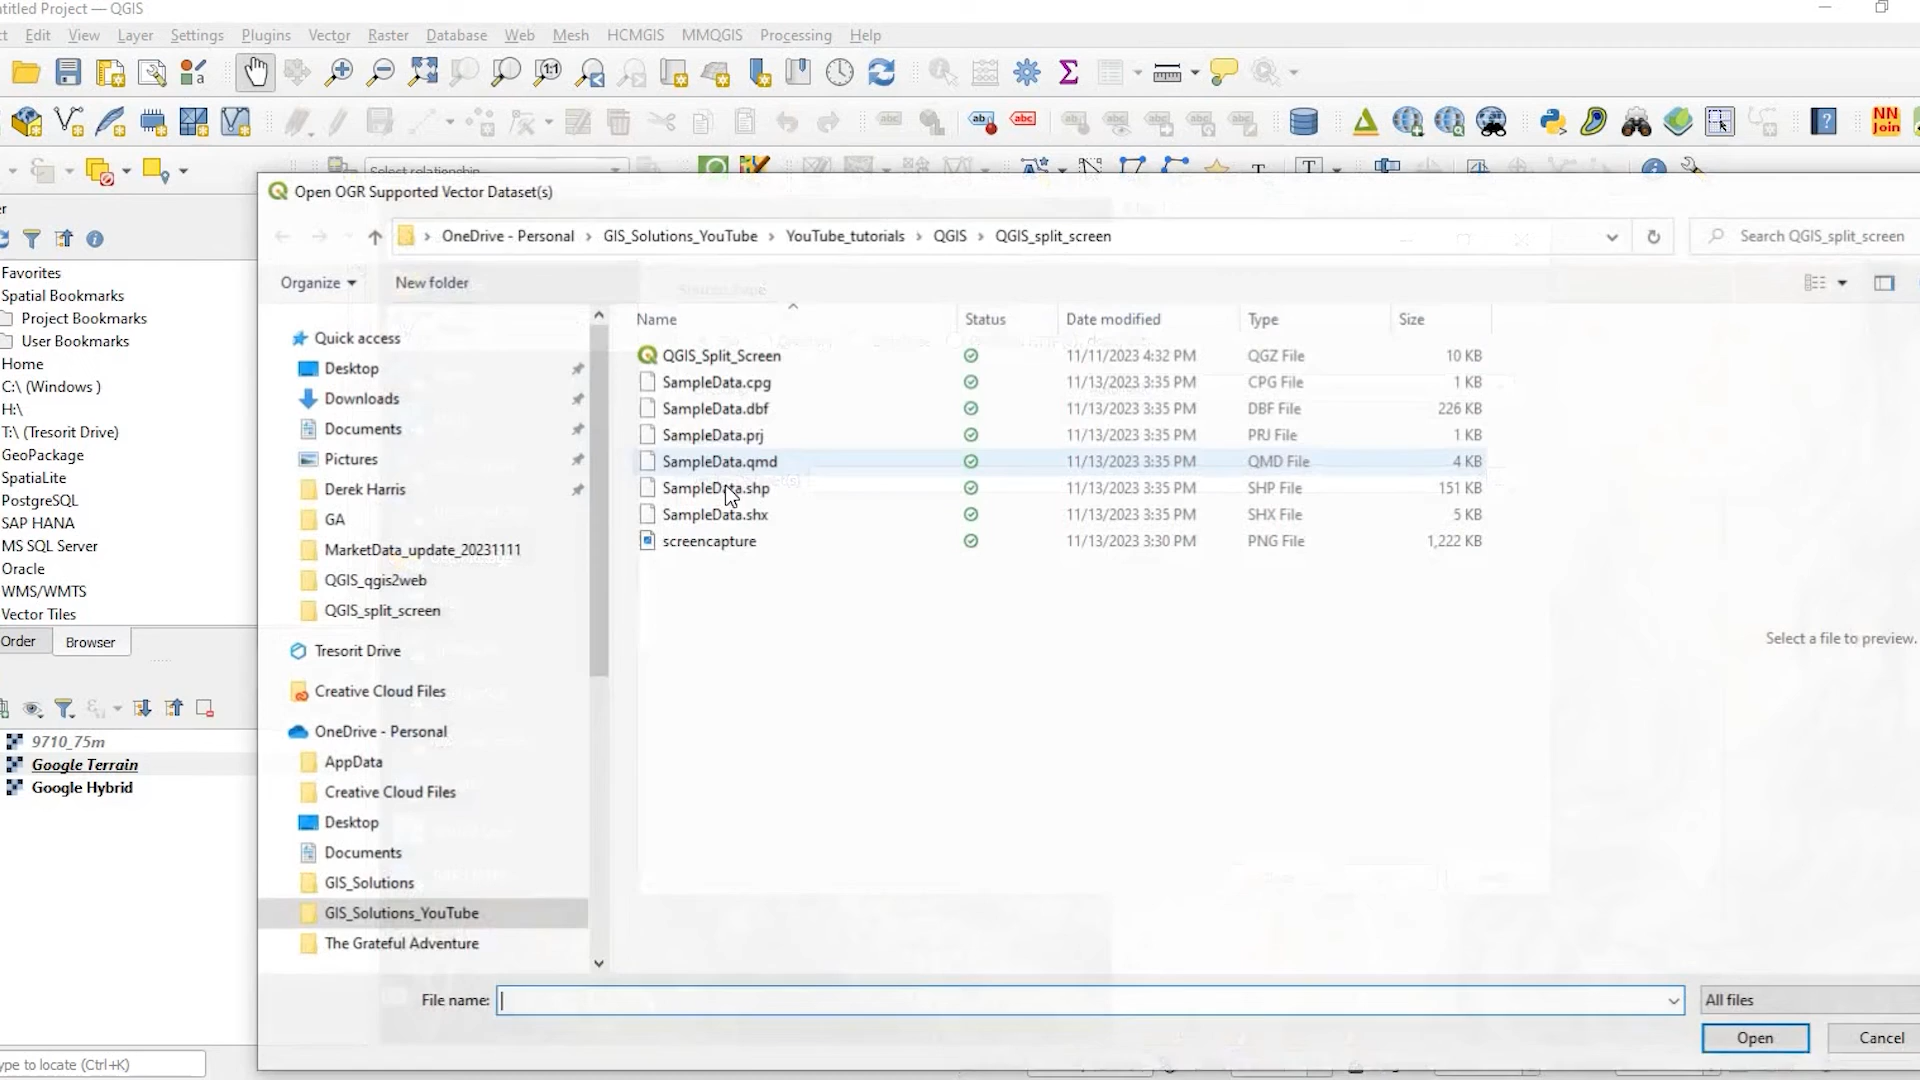 ntitled Project — QGIS
ct Edit View Layer Settings Plugins Vector Raster Database Web Mesh HCMGIS MMQGIS Processing Help
NN Join
Select relationship
Open OGR Supported Vector Dataset(s)
OneDrive - Personal › GIS_Solutions_YouTube › YouTube_tutorials › QGIS › QGIS_split_screen
Search QGIS_split_screen
Organize New folder
er
Favorites
Spatial Bookmarks
Project Bookmarks
User Bookmarks
Home
C:\ (Windows )
H:\
T:\ (Tresorit Drive)
GeoPackage
SpatiaLite
PostgreSQL
SAP HANA
MS SQL Server
Oracle
WMS/WMTS
Vector Tiles
Order Browser
9710_75m
Google Terrain
Google Hybrid
ype to locate (Ctrl+K)
Quick access
Desktop
Downloads
Documents
Pictures
Derek Harris
GA
MarketData_update_20231111
QGIS_qgis2web
QGIS_split_screen
Tresorit Drive
Creative Cloud Files
OneDrive - Personal
AppData
Creative Cloud Files
Desktop
Documents
GIS_Solutions
GIS_Solutions_YouTube
The Grateful Adventure
Name Status Date modified Type Size
QGIS_Split_Screen 11/11/2023 4:32 PM QGZ File 10 KB
SampleData.cpg 11/13/2023 3:35 PM CPG File 1 KB
SampleData.dbf 11/13/2023 3:35 PM DBF File 226 KB
SampleData.prj 11/13/2023 3:35 PM PRJ File 1 KB
SampleData.qmd 11/13/2023 3:35 PM QMD File 4 KB
SampleData.shp 11/13/2023 3:35 PM SHP File 151 KB
SampleData.shx 11/13/2023 3:35 PM SHX File 5 KB
screencapture 11/13/2023 3:30 PM PNG File 1,222 KB
Select a file to preview.
File name: All files
Open Cancel